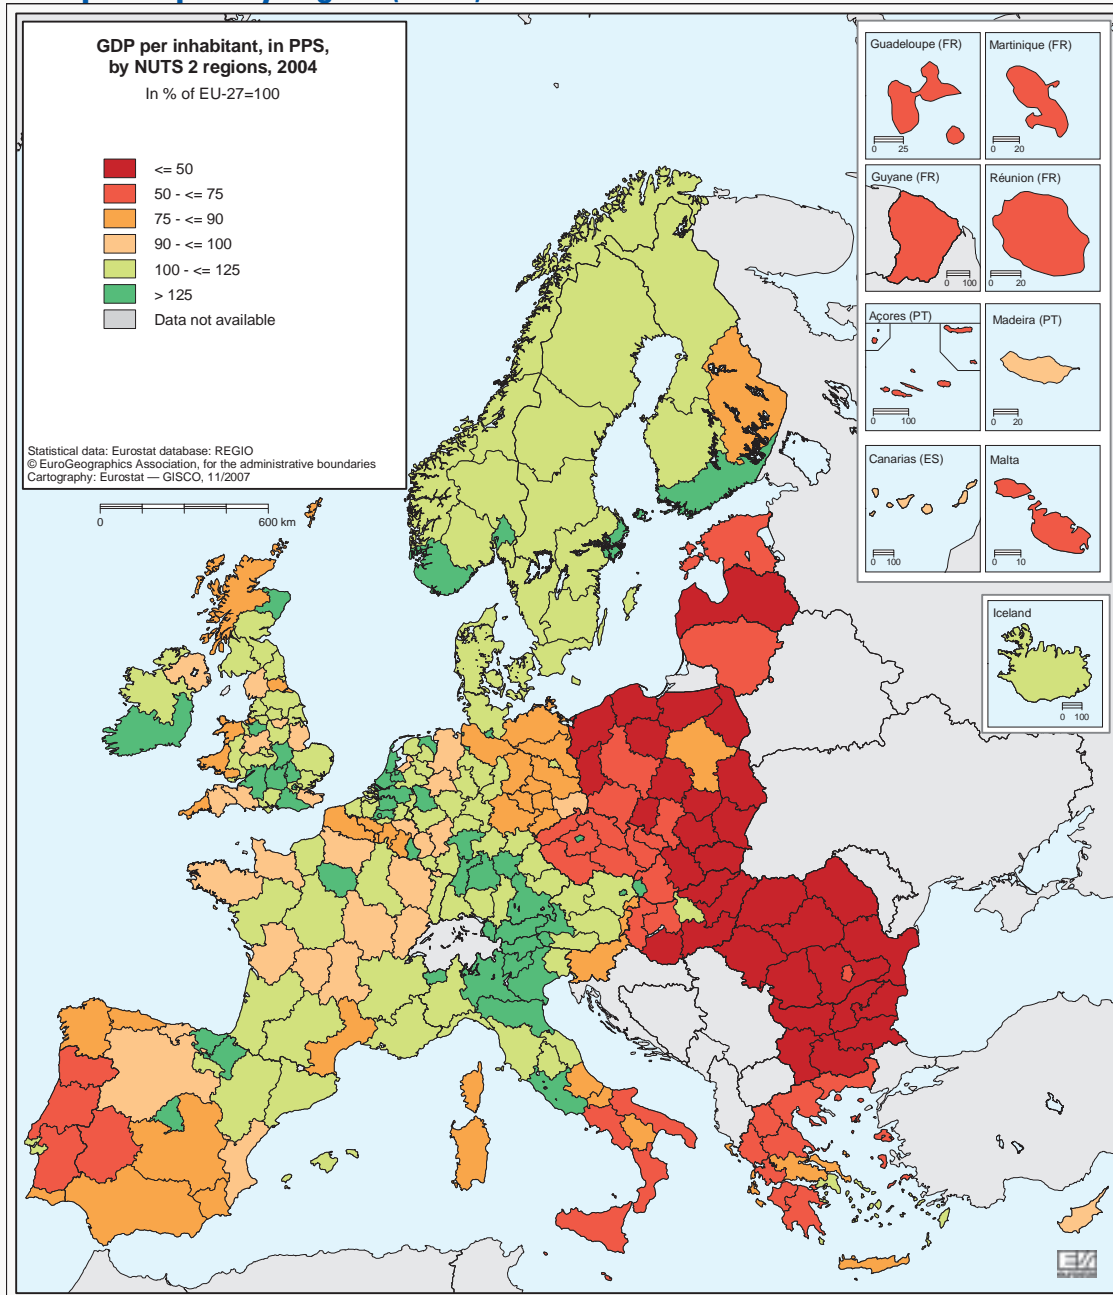 GDP per inhabitant, in PPS,
by NUTS 2 regions, 2004
In % of EU-27=100
<= 50
50 - <= 75
75 - <= 90
90 - <= 100
100 - <= 125
> 125
Data not available
Statistical data: Eurostat database: REGIO
© EuroGeographics Association, for the administrative boundaries
Cartography: Eurostat — GISCO, 11/2007
0 600 km
Guadeloupe (FR)
0 25
Martinique (FR)
0 20
Guyane (FR)
0 100
Réunion (FR)
0 20
Açores (PT)
0 100
Madeira (PT)
0 20
Canarias (ES)
0 100
Malta
0 10
Iceland
0 100
eurostat